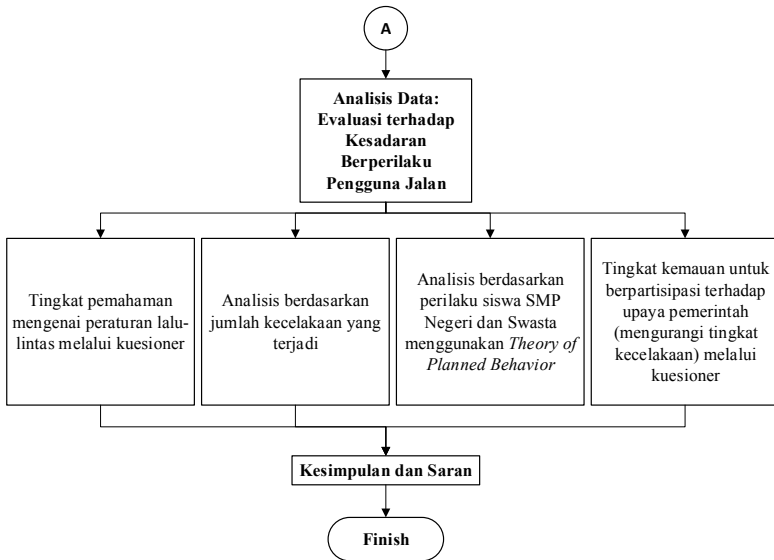 A
Analisis Data:
Evaluasi terhadap
Kesadaran
Berperilaku
Pengguna Jalan
Tingkat pemahaman
mengenai peraturan lalu-
lintas melalui kuesioner
Analisis berdasarkan
jumlah kecelakaan yang
terjadi
Analisis berdasarkan
perilaku siswa SMP
Negeri dan Swasta
menggunakan Theory of
Planned Behavior
Tingkat kemauan untuk
berpartisipasi terhadap
upaya pemerintah
(mengurangi tingkat
kecelakaan) melalui
kuesioner
Kesimpulan dan Saran
Finish